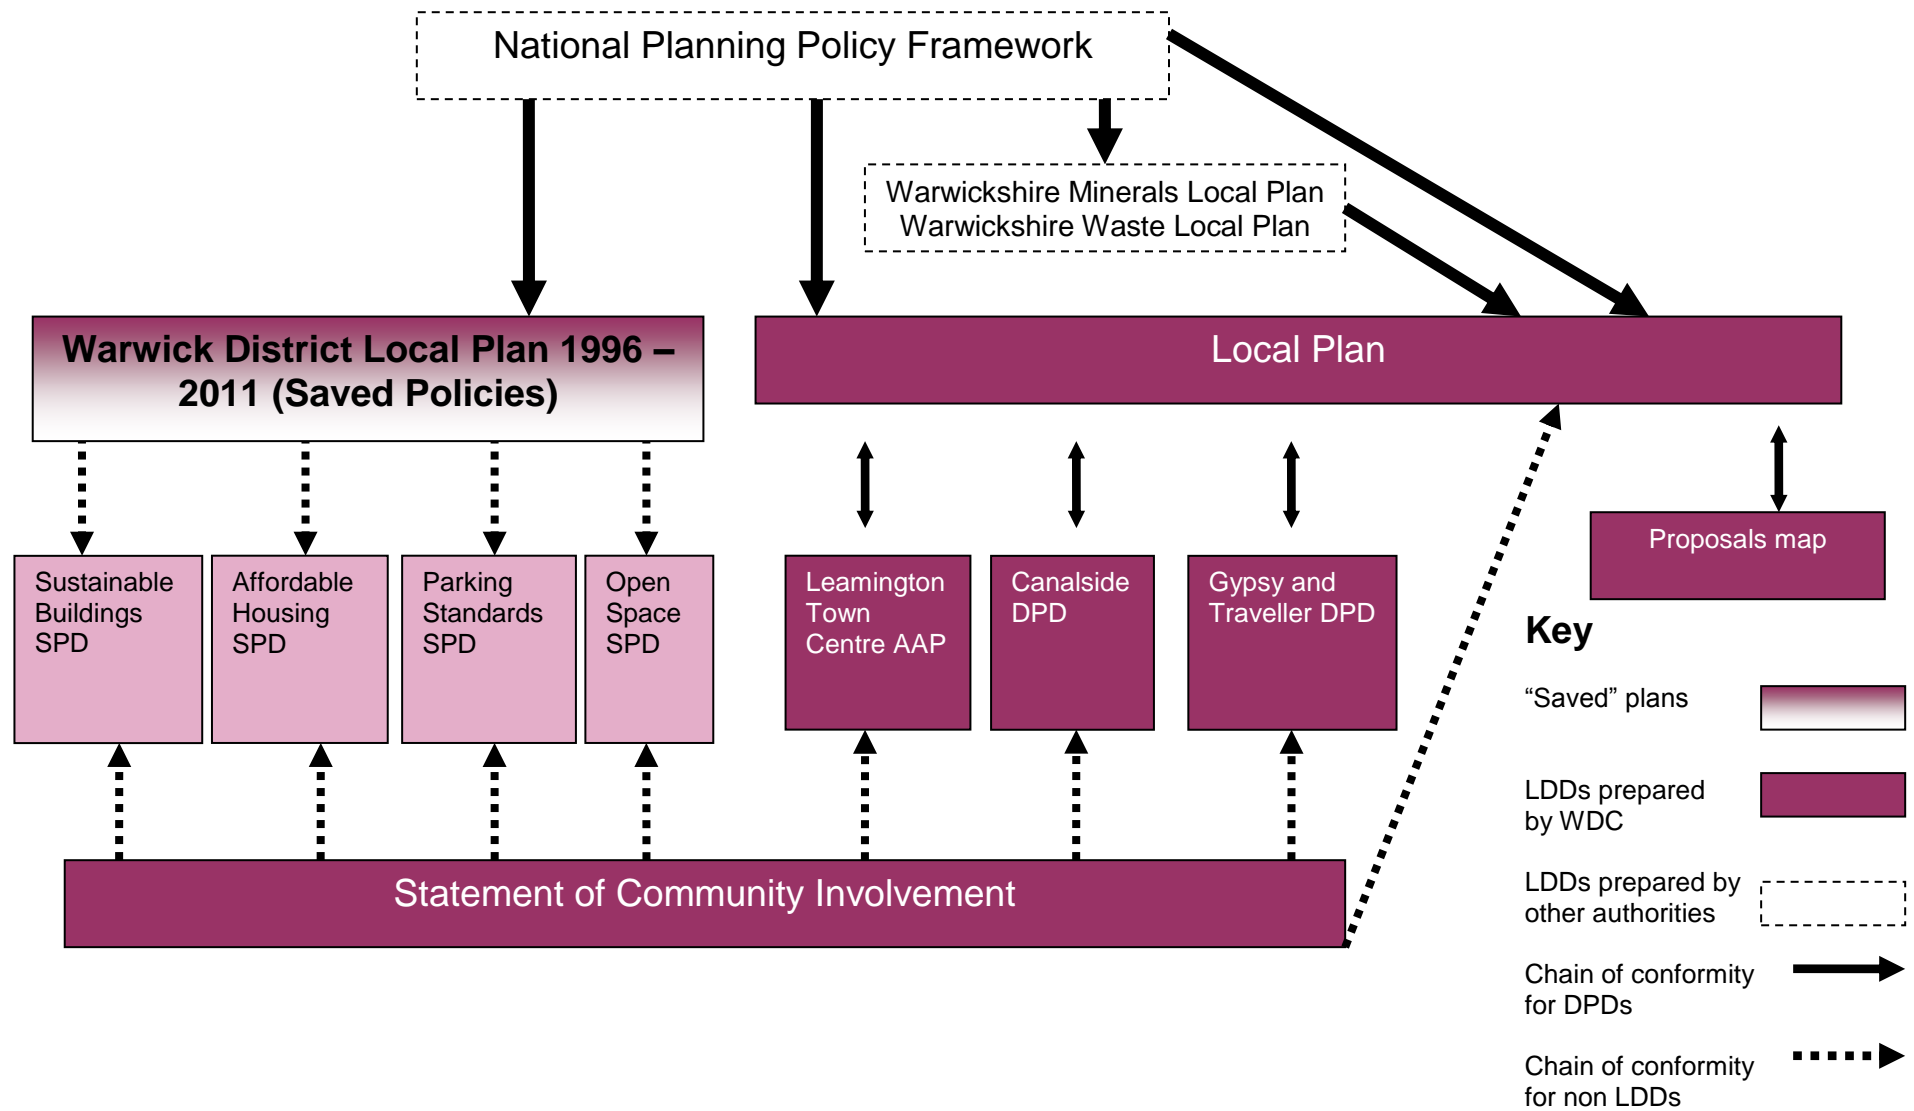 National Planning Policy Framework
Warwickshire Minerals Local Plan
Warwickshire Waste Local Plan
Warwick District Local Plan 1996 –
2011 (Saved Policies)
Local Plan
Sustainable
Buildings
SPD
Affordable
Housing
SPD
Parking
Standards
SPD
Open
Space
SPD
Leamington
Town
Centre AAP
Canalside
DPD
Gypsy and
Traveller DPD
Proposals map
Statement of Community Involvement
Key
“Saved” plans
LDDs prepared
by WDC
LDDs prepared by
other authorities
Chain of conformity
for DPDs
Chain of conformity
for non LDDs